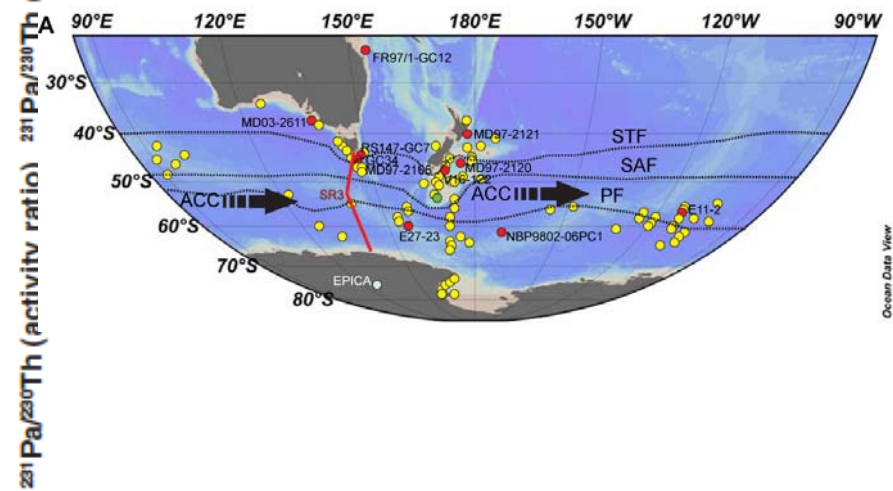 A
90°E 120°E 150°E 180°E 150°W 120°W 90°W
FR97/1-GC12
30°S
MD03-2611
MD97-2121
STF
40°S
RS147-GC7
GC34
MD97-2120
SAF
MD97-2106
50°S
SR3
ACC
ACC
PF
E11-2
60°S
E27-23
NBP9802-06PC1
70°S
EPICA
80°S
Ocean Data View
231Pa/230Th (activity ratio) 231Pa/230Th (